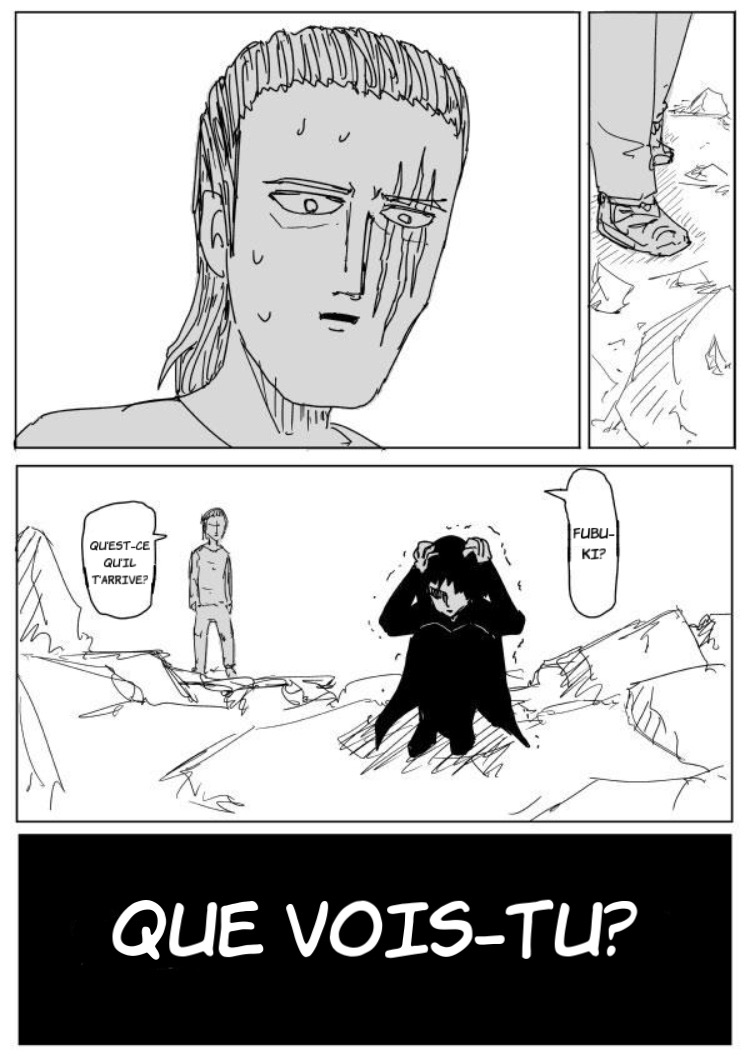 QU'EST-CE
QU'IL
T'ARRIVE?
FUBU-
KI?
QUE VOIS-TU?